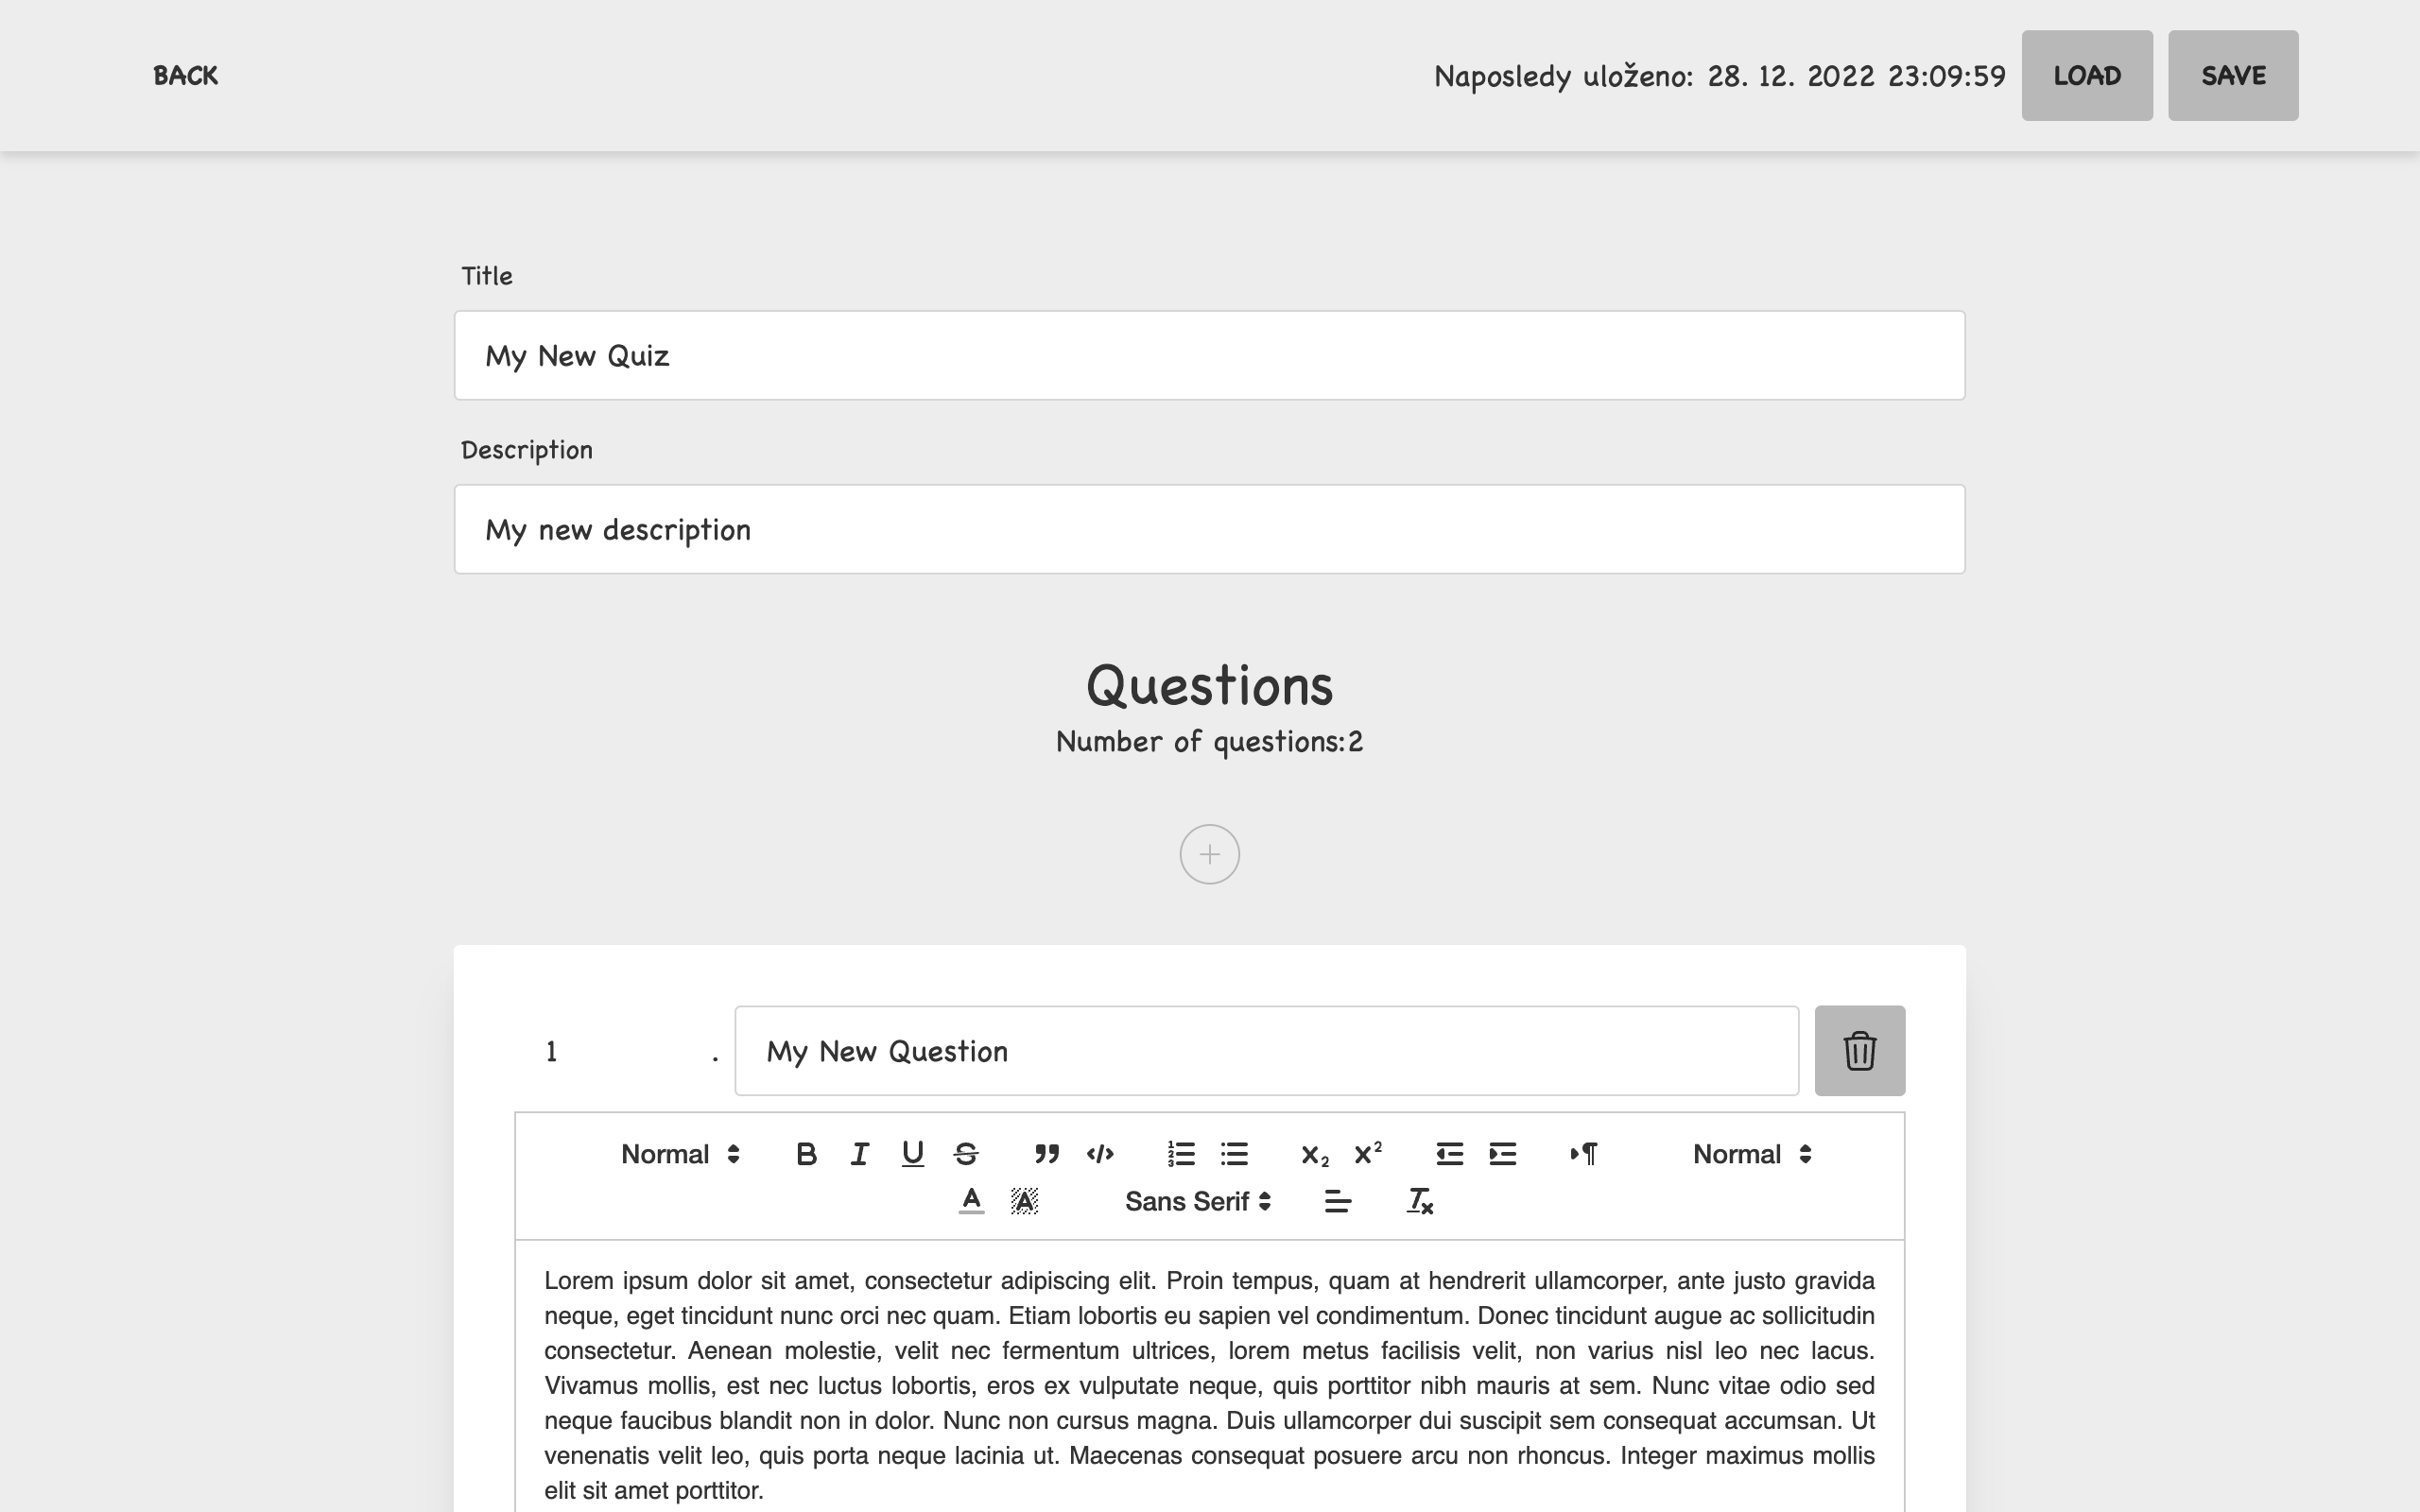 BACK
Naposledy uloženo: 28. 12. 2022 23:09:59
LOAD
SAVE
Title
My New Quiz
Description
My new description
Questions
Number of questions:2
1 . My New Question
Normal
Normal
Sans Serif
Lorem ipsum dolor sit amet, consectetur adipiscing elit. Proin tempus, quam at hendrerit ullamcorper, ante justo gravida
neque, eget tincidunt nunc orci nec quam. Etiam lobortis eu sapien vel condimentum. Donec tincidunt augue ac sollicitudin
consectetur. Aenean molestie, velit nec fermentum ultrices, lorem metus facilisis velit, non varius nisl leo nec lacus.
Vivamus mollis, est nec luctus lobortis, eros ex vulputate neque, quis porttitor nibh mauris at sem. Nunc vitae odio sed
neque faucibus blandit non in dolor. Nunc non cursus magna. Duis ullamcorper dui suscipit sem consequat accumsan. Ut
venenatis velit leo, quis porta neque lacinia ut. Maecenas consequat posuere arcu non rhoncus. Integer maximus mollis
elit sit amet porttitor.